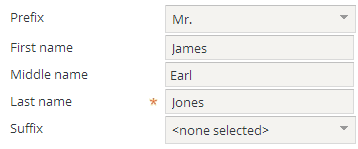 Prefix Mr.
First name James
Middle name Earl
Last name * Jones
Suffix <none selected>